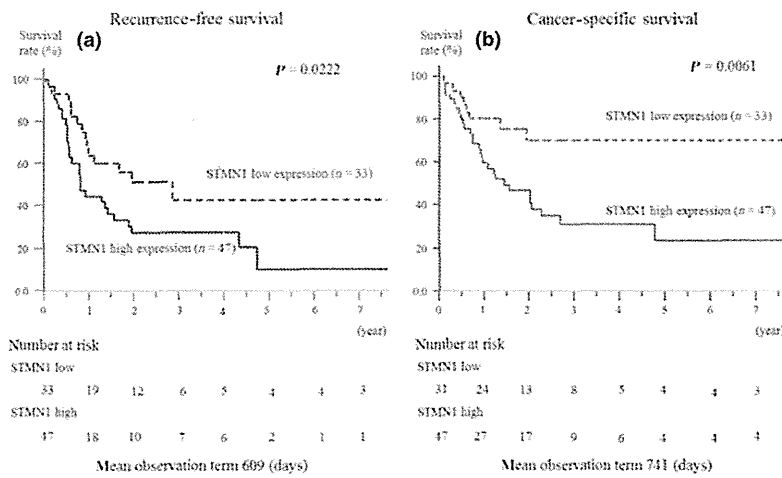 Recurrence-free survival
Survival rate (%)
(a)
P = 0.0222
100
80
60
40
20
0.0
STMN1 low expression (n = 33)
STMN1 high expression (n = 47)
0 1 2 3 4 5 6 7
(year)
Number at risk
STMN1 low
33 19 12 6 5 4 4 3
STMN1 high
47 18 10 7 6 2 1 1
Mean observation term 609 (days)
Cancer-specific survival
Survival rate (%)
(b)
P = 0.0061
100
80
60
40
20
0.0
STMN1 low expression (n = 33)
STMN1 high expression (n = 47)
0 1 2 3 4 5 6 7
(year)
Number at risk
STMN1 low
24 13 8 5 4 4 3
STMN1 high
47 27 17 9 6 4 4 4
Mean observation term 741 (days)